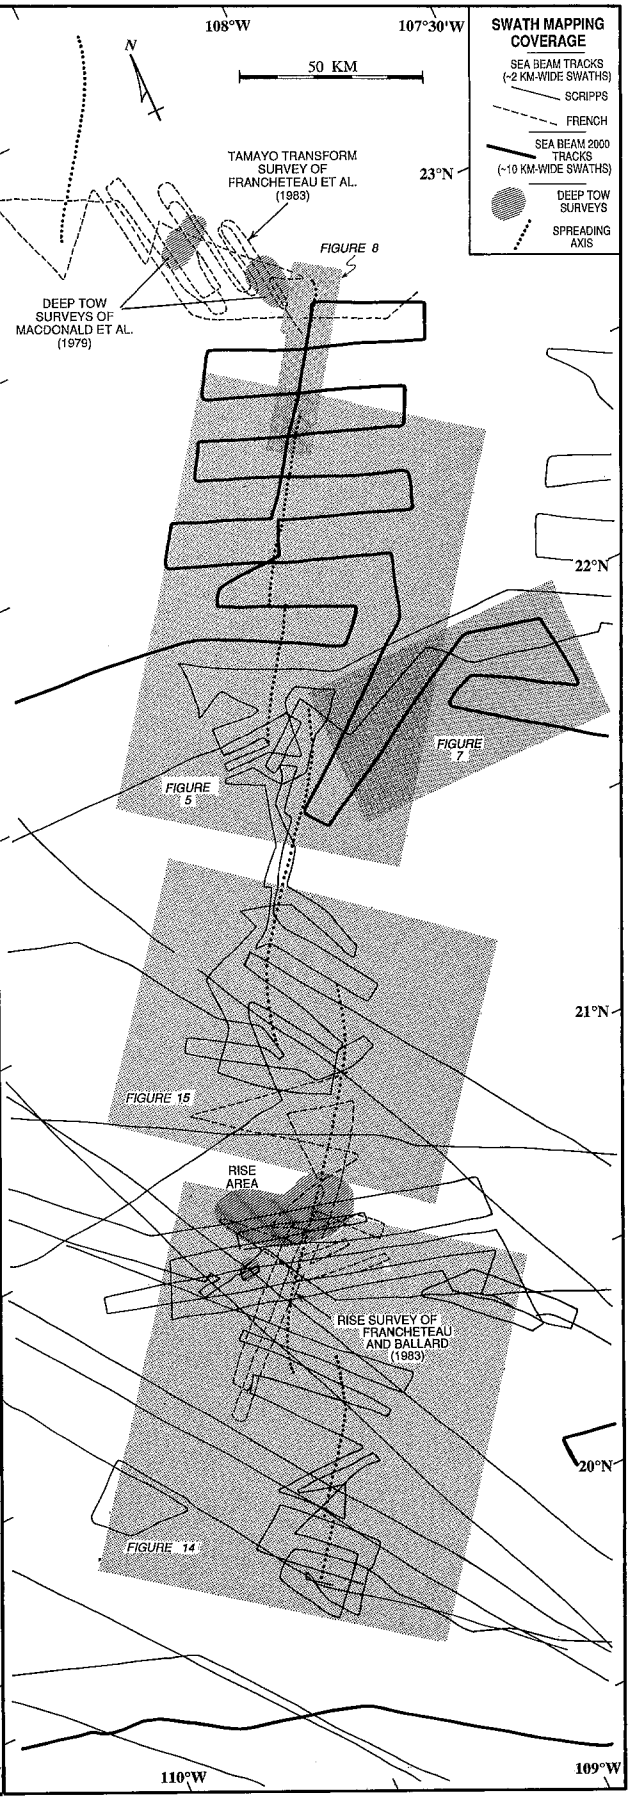 108°W
107°30'W
N
50 KM
SWATH MAPPING
COVERAGE
SEA BEAM TRACKS
(~2 KM-WIDE SWATHS)
SCRIPPS
FRENCH
SEA BEAM 2000
TRACKS
(~10 KM-WIDE SWATHS)
DEEP TOW
SURVEYS
SPREADING
AXIS
TAMAYO TRANSFORM
SURVEY OF
FRANCHETEAU ET AL.
(1983)
23°N
FIGURE 8
DEEP TOW
SURVEYS OF
MACDONALD ET AL.
(1979)
22°N
FIGURE
7
FIGURE
5
21°N
FIGURE 15
RISE
AREA
RISE SURVEY OF
FRANCHETEAU
AND BALLARD
(1983)
20°N
FIGURE 14
110°W
109°W